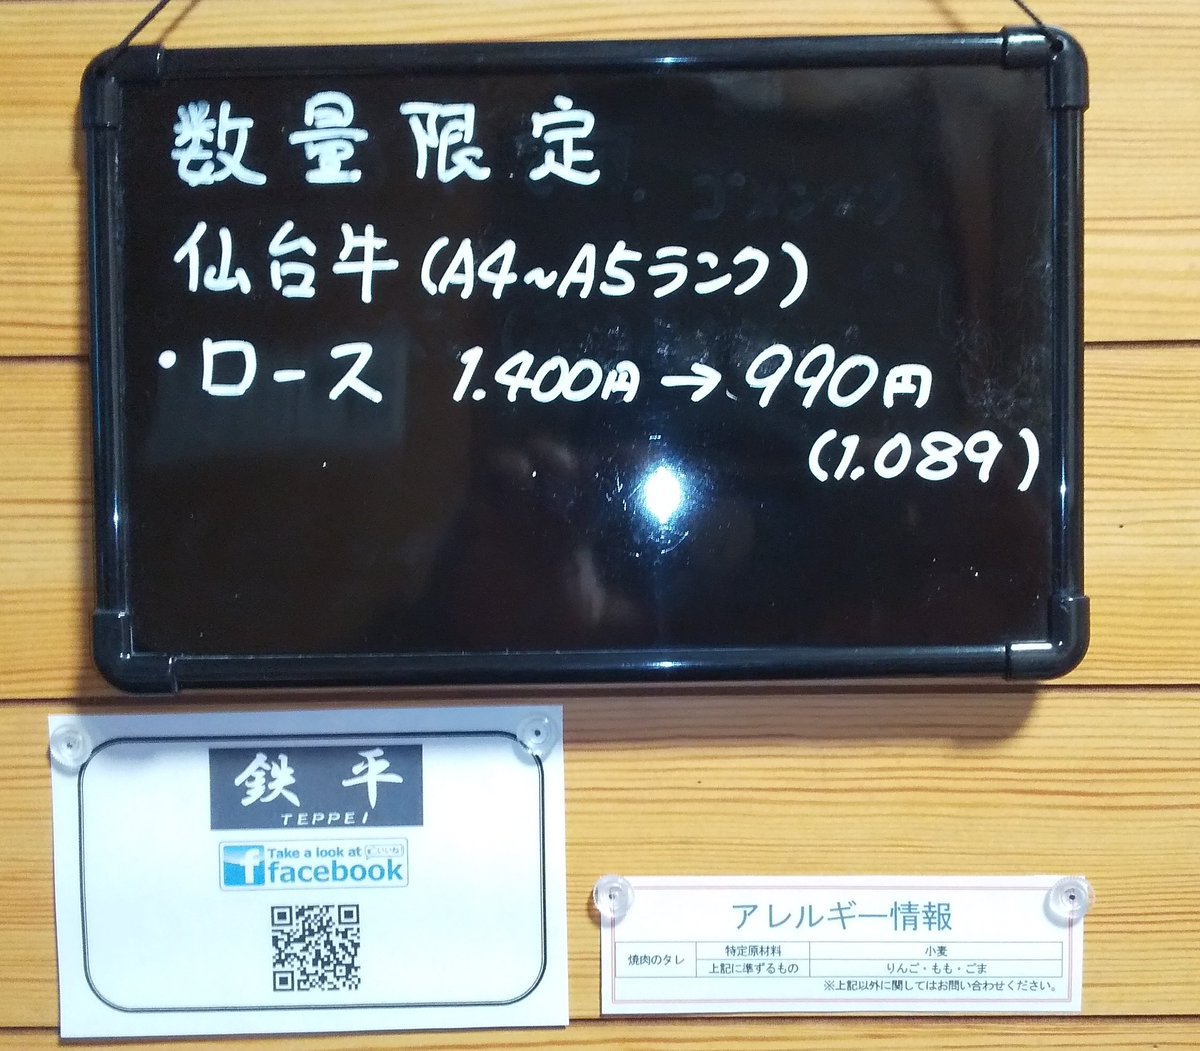 数量限定
仙台牛(A4~A5ランク)
・ロース 1.400円→990円
(1.089)
鉄平
TEPPEI
Take a look at いいね!
facebook
アレルギー情報
焼肉のタレ 特定原材料 小麦
上記に準ずるもの りんご・もも・ごま
※上記以外に関してはお問い合わせください。